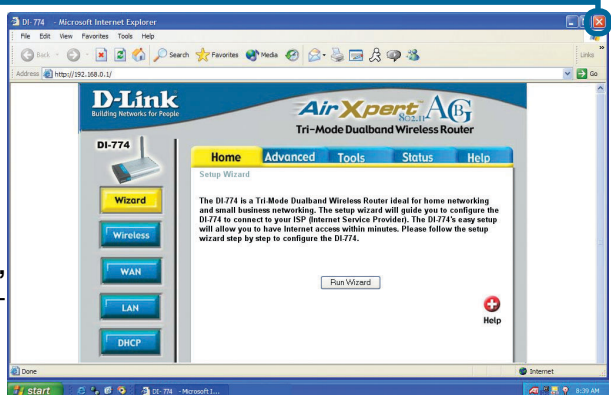 DI-774 - Microsoft Internet Explorer
File Edit View Favorites Tools Help
Back Search Favorites Media
Links
Address http://192.168.0.1/ Go
D-Link
Building Networks for People
Air Xpert 802.11 ABG
Tri-Mode Dualband Wireless Router
DI-774
Home Advanced Tools Status Help
Setup Wizard
Wizard
The DI-774 is a Tri-Mode Dualband Wireless Router ideal for home networking
and small business networking. The setup wizard will guide you to configure the
DI-774 to connect to your ISP (Internet Service Provider). The DI-774's easy setup
will allow you to have Internet access within minutes. Please follow the setup
wizard step by step to configure the DI-774.
Wireless
WAN
Run Wizard
LAN
Help
DHCP
Done Internet
start DI-774 - Microsoft I... 8:39 AM